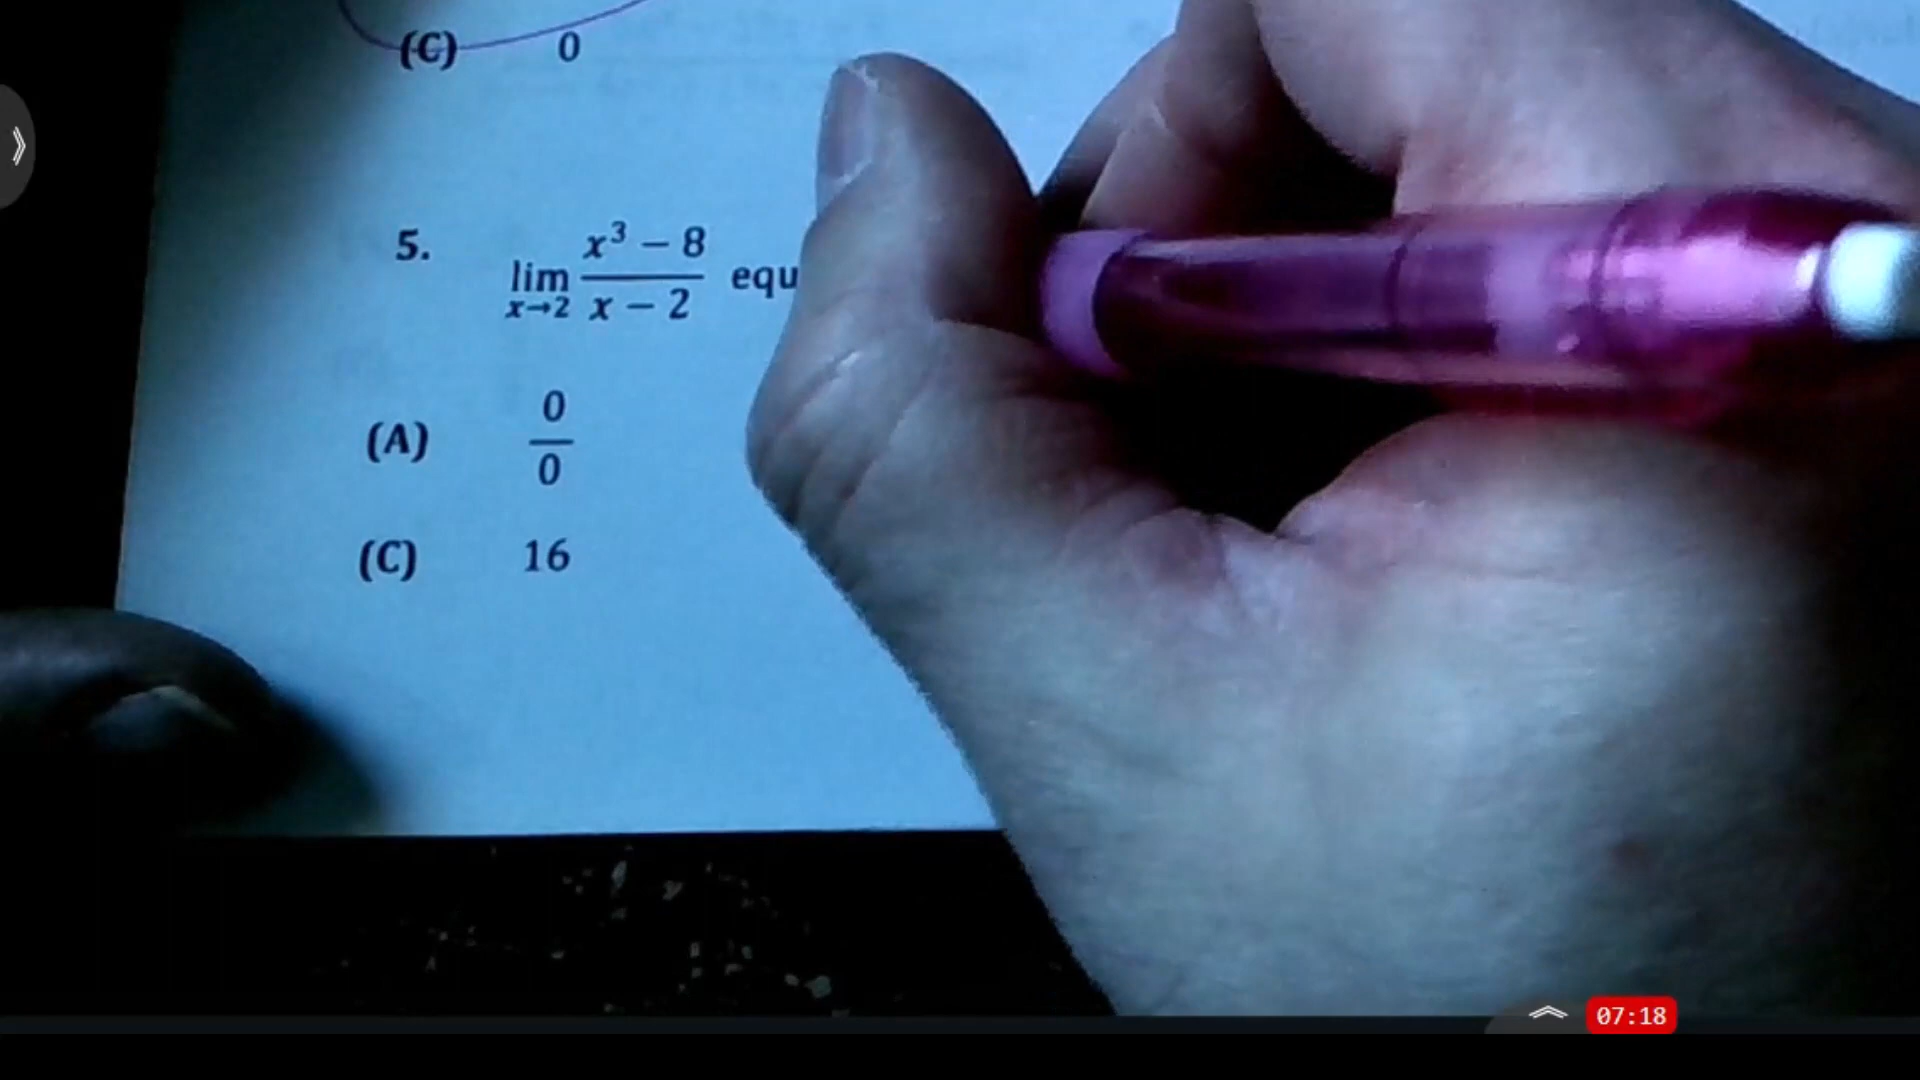 (C) 0
5. lim x→2 x³ − 8 / x − 2 equ
(A) 0/0
(C) 16
07:18